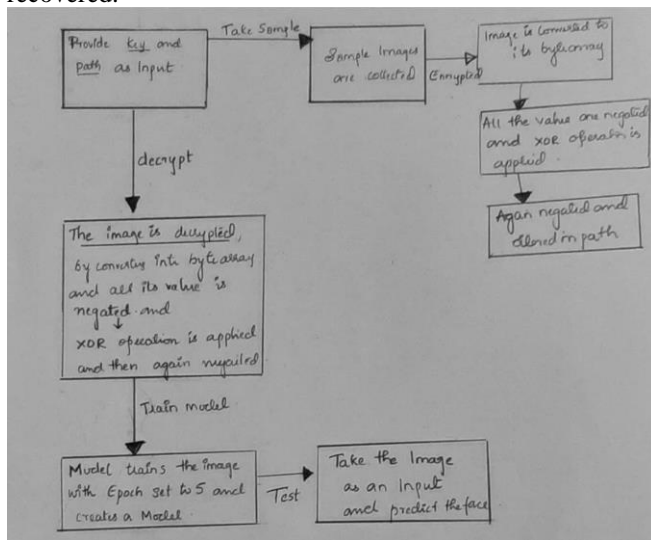 recovered.
Provide key and
path as Input
Take Sample
Sample Images
are collected
Encrypted
Image is converted to
its bytearray
All the value are negated
and XOR operator is
applied
Again negated and
stored in path
decrypt
The image is decrypted,
by converting into byte array
and all its value is
negated and
XOR operation is applied
and then again negated
Train model
Model trains the image
with Epoch set to 5 and
creates a Model
Test
Take the Image
as an Input
and predict the face